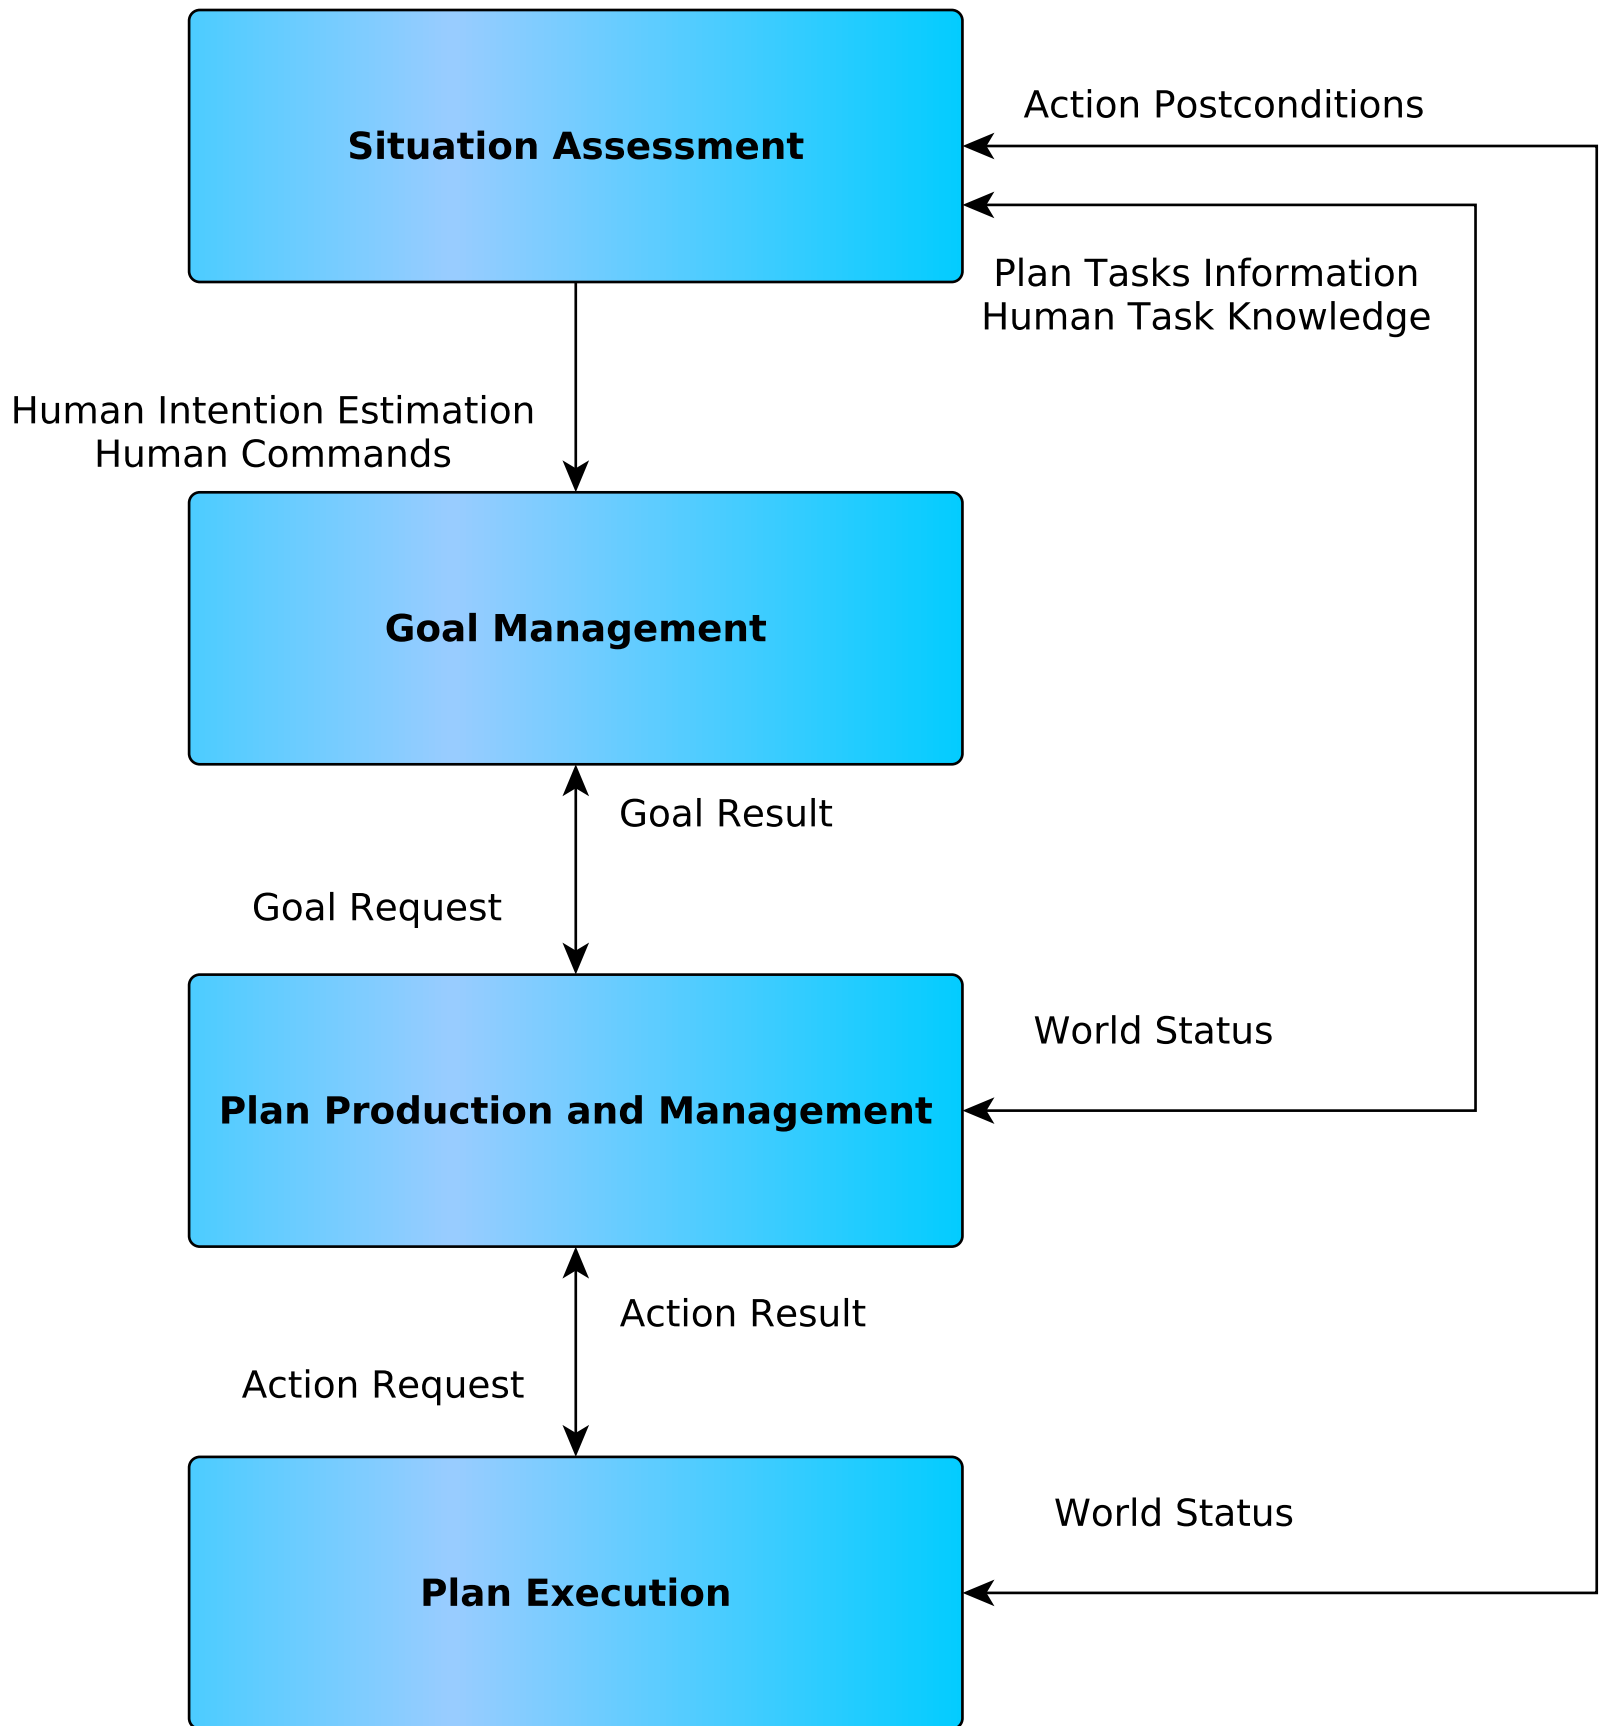 Situation Assessment
Action Postconditions
Plan Tasks Information
Human Task Knowledge
Human Intention Estimation
Human Commands
Goal Management
Goal Result
Goal Request
World Status
Plan Production and Management
Action Result
Action Request
World Status
Plan Execution